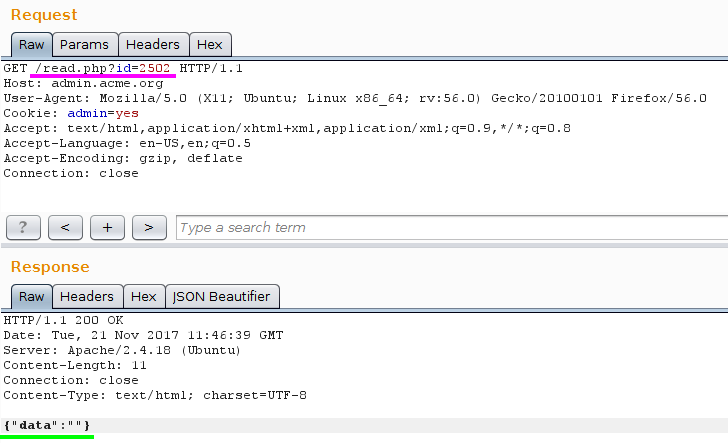 Request
Raw Params Headers Hex
GET /read.php?id=2502 HTTP/1.1
Host: admin.acme.org
User-Agent: Mozilla/5.0 (X11; Ubuntu; Linux x86_64; rv:56.0) Gecko/20100101 Firefox/56.0
Cookie: admin=yes
Accept: text/html,application/xhtml+xml,application/xml;q=0.9,*/*;q=0.8
Accept-Language: en-US,en;q=0.5
Accept-Encoding: gzip, deflate
Connection: close
? < + > Type a search term
Response
Raw Headers Hex JSON Beautifier
HTTP/1.1 200 OK
Date: Tue, 21 Nov 2017 11:46:39 GMT
Server: Apache/2.4.18 (Ubuntu)
Content-Length: 11
Connection: close
Content-Type: text/html; charset=UTF-8
{"data":""}